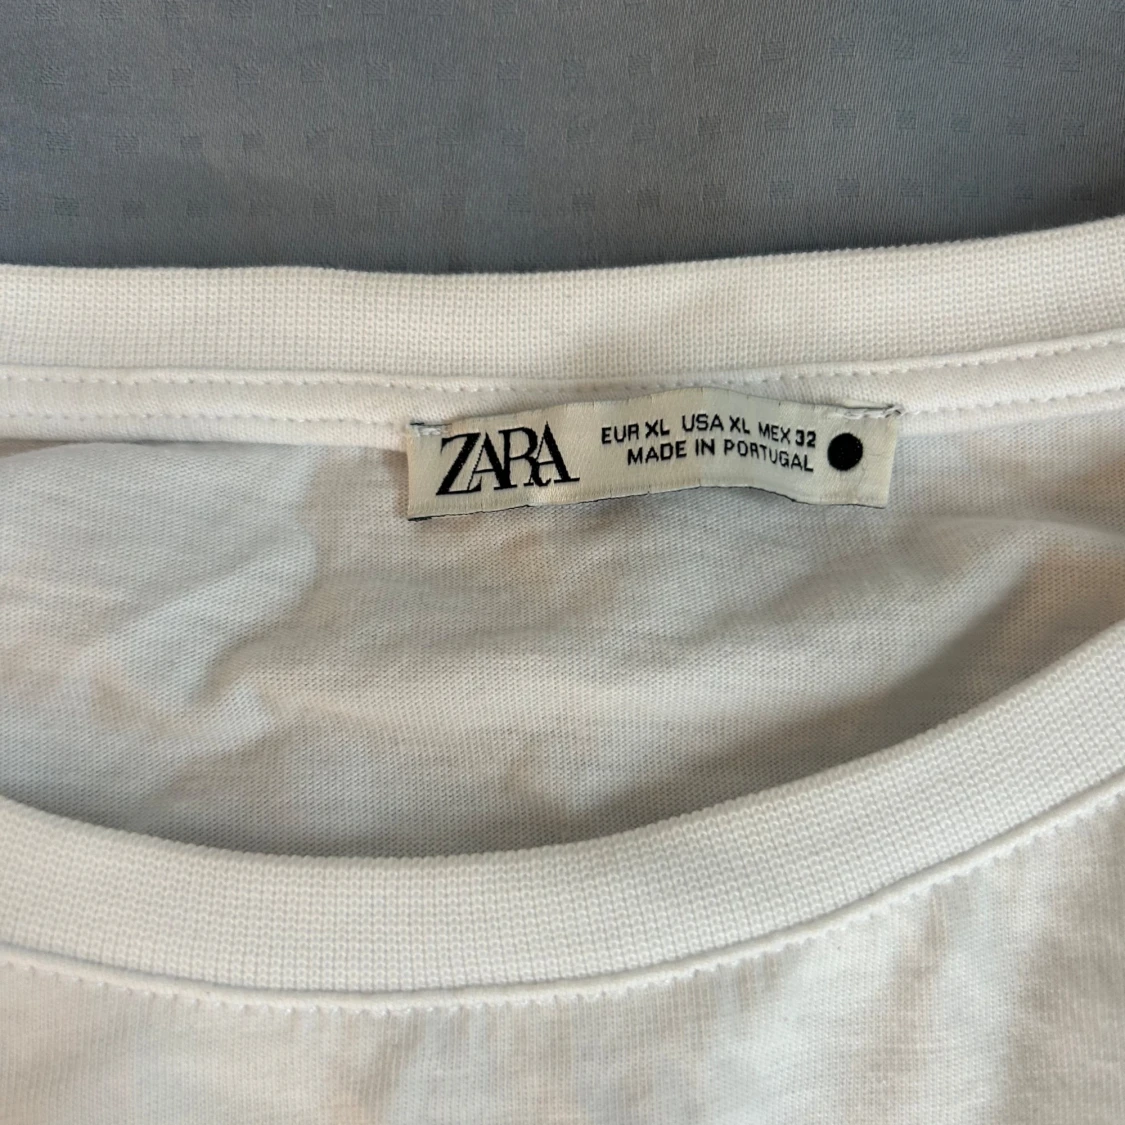 ZARA
EUR XL USA XL MEX 32
MADE IN PORTUGAL